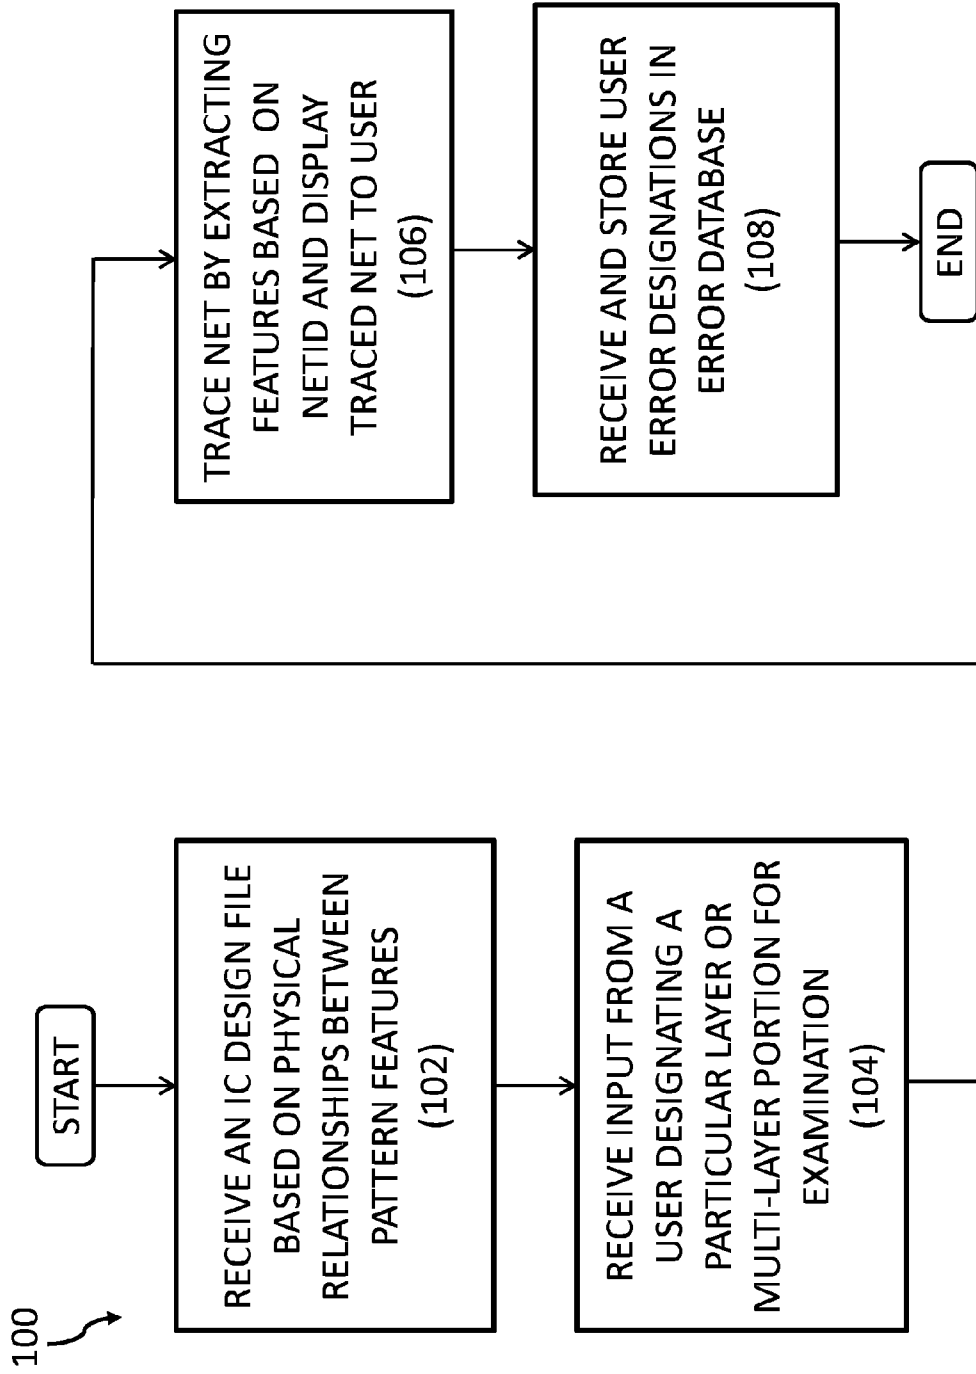 100
START
RECEIVE AN IC DESIGN FILE
BASED ON PHYSICAL
RELATIONSHIPS BETWEEN
PATTERN FEATURES
(102)
RECEIVE INPUT FROM A
USER DESIGNATING A
PARTICULAR LAYER OR
MULTI-LAYER PORTION FOR
EXAMINATION
(104)
TRACE NET BY EXTRACTING
FEATURES BASED ON
NETID AND DISPLAY
TRACED NET TO USER
(106)
RECEIVE AND STORE USER
ERROR DESIGNATIONS IN
ERROR DATABASE
(108)
END